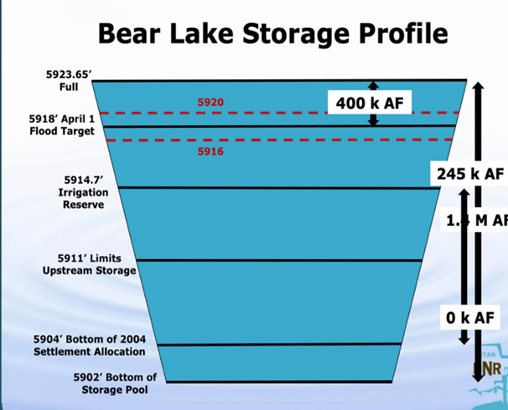 Bear Lake Storage Profile
5923.65'
Full
5920
400 k AF
5918' April 1
Flood Target
5916
5914.7'
Irrigation
Reserve
245 k AF
5911' Limits
Upstream Storage
0 k AF
5904' Bottom of 2004
Settlement Allocation
5902' Bottom of
Storage Pool